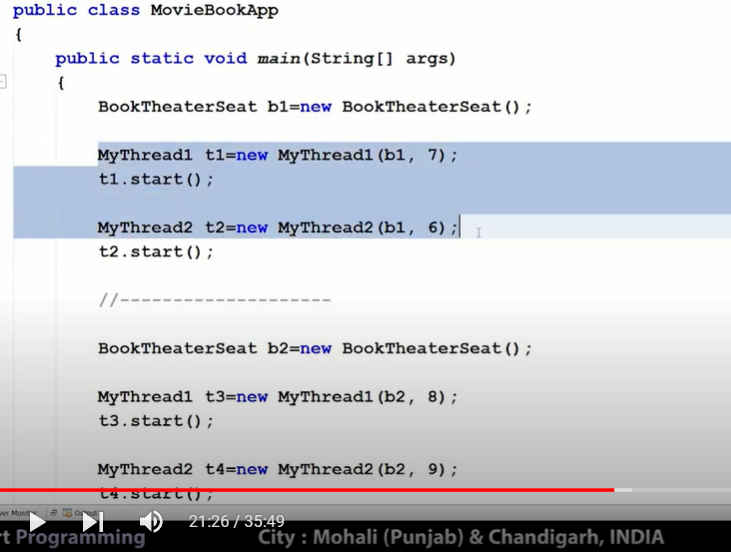 public class MovieBookApp
{
public static void main(String[] args)
{
BookTheaterSeat b1=new BookTheaterSeat();
MyThread1 t1=new MyThread1(b1, 7);
t1.start();
MyThread2 t2=new MyThread2(b1, 6);
t2.start();
//--------------------
BookTheaterSeat b2=new BookTheaterSeat();
MyThread1 t3=new MyThread1(b2, 8);
t3.start();
MyThread2 t4=new MyThread2(b2, 9);
t4.start();
ver Monitor Output
21:26 / 35:49
rt Programming City : Mohali (Punjab) & Chandigarh, INDIA